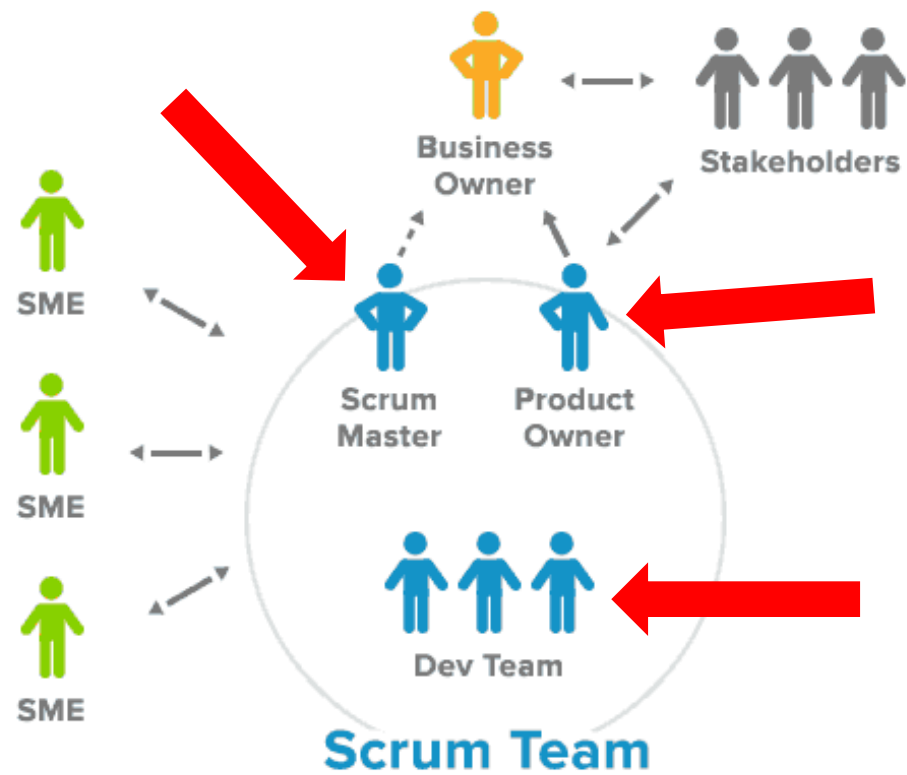 Business
Owner
Stakeholders
SME
Scrum
Master
Product
Owner
SME
Dev Team
SME
Scrum Team